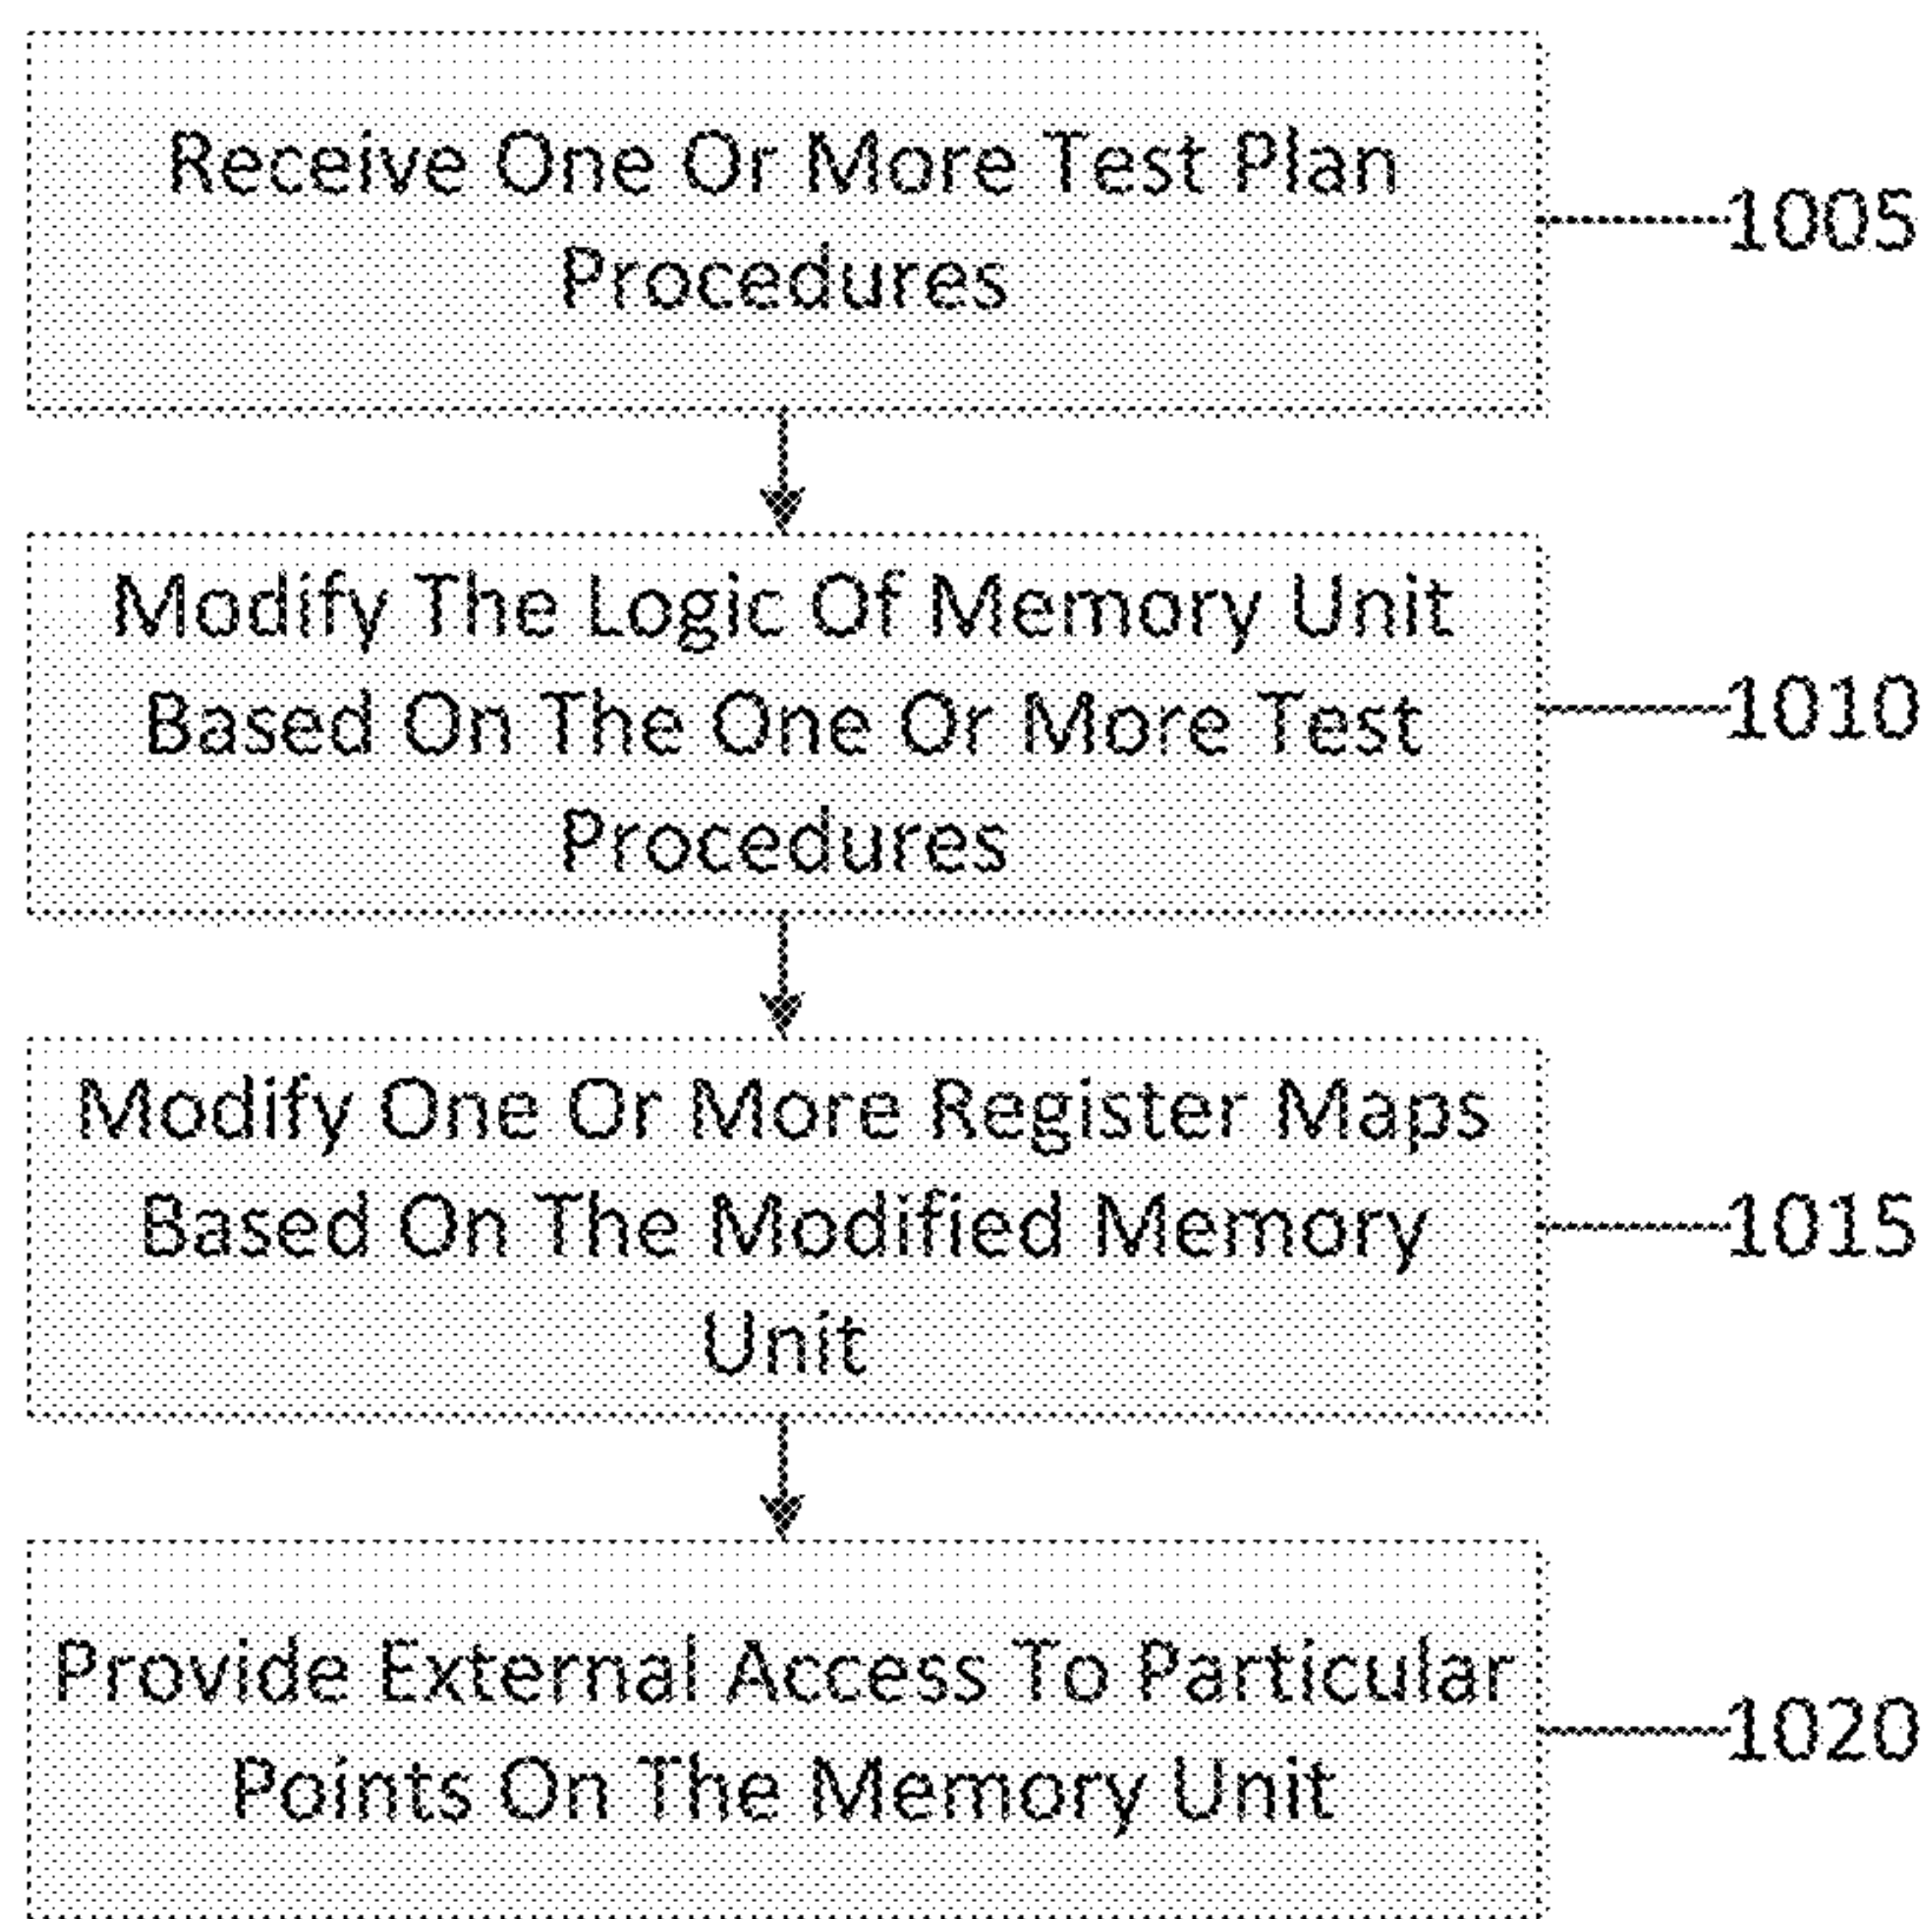 Receive One Or More Test Plan
Procedures
1005
Modify The Logic Of Memory Unit
Based On The One Or More Test
Procedures
1010
Modify One Or More Register Maps
Based On The Modified Memory
Unit
1015
Provide External Access To Particular
Points On The Memory Unit
1020